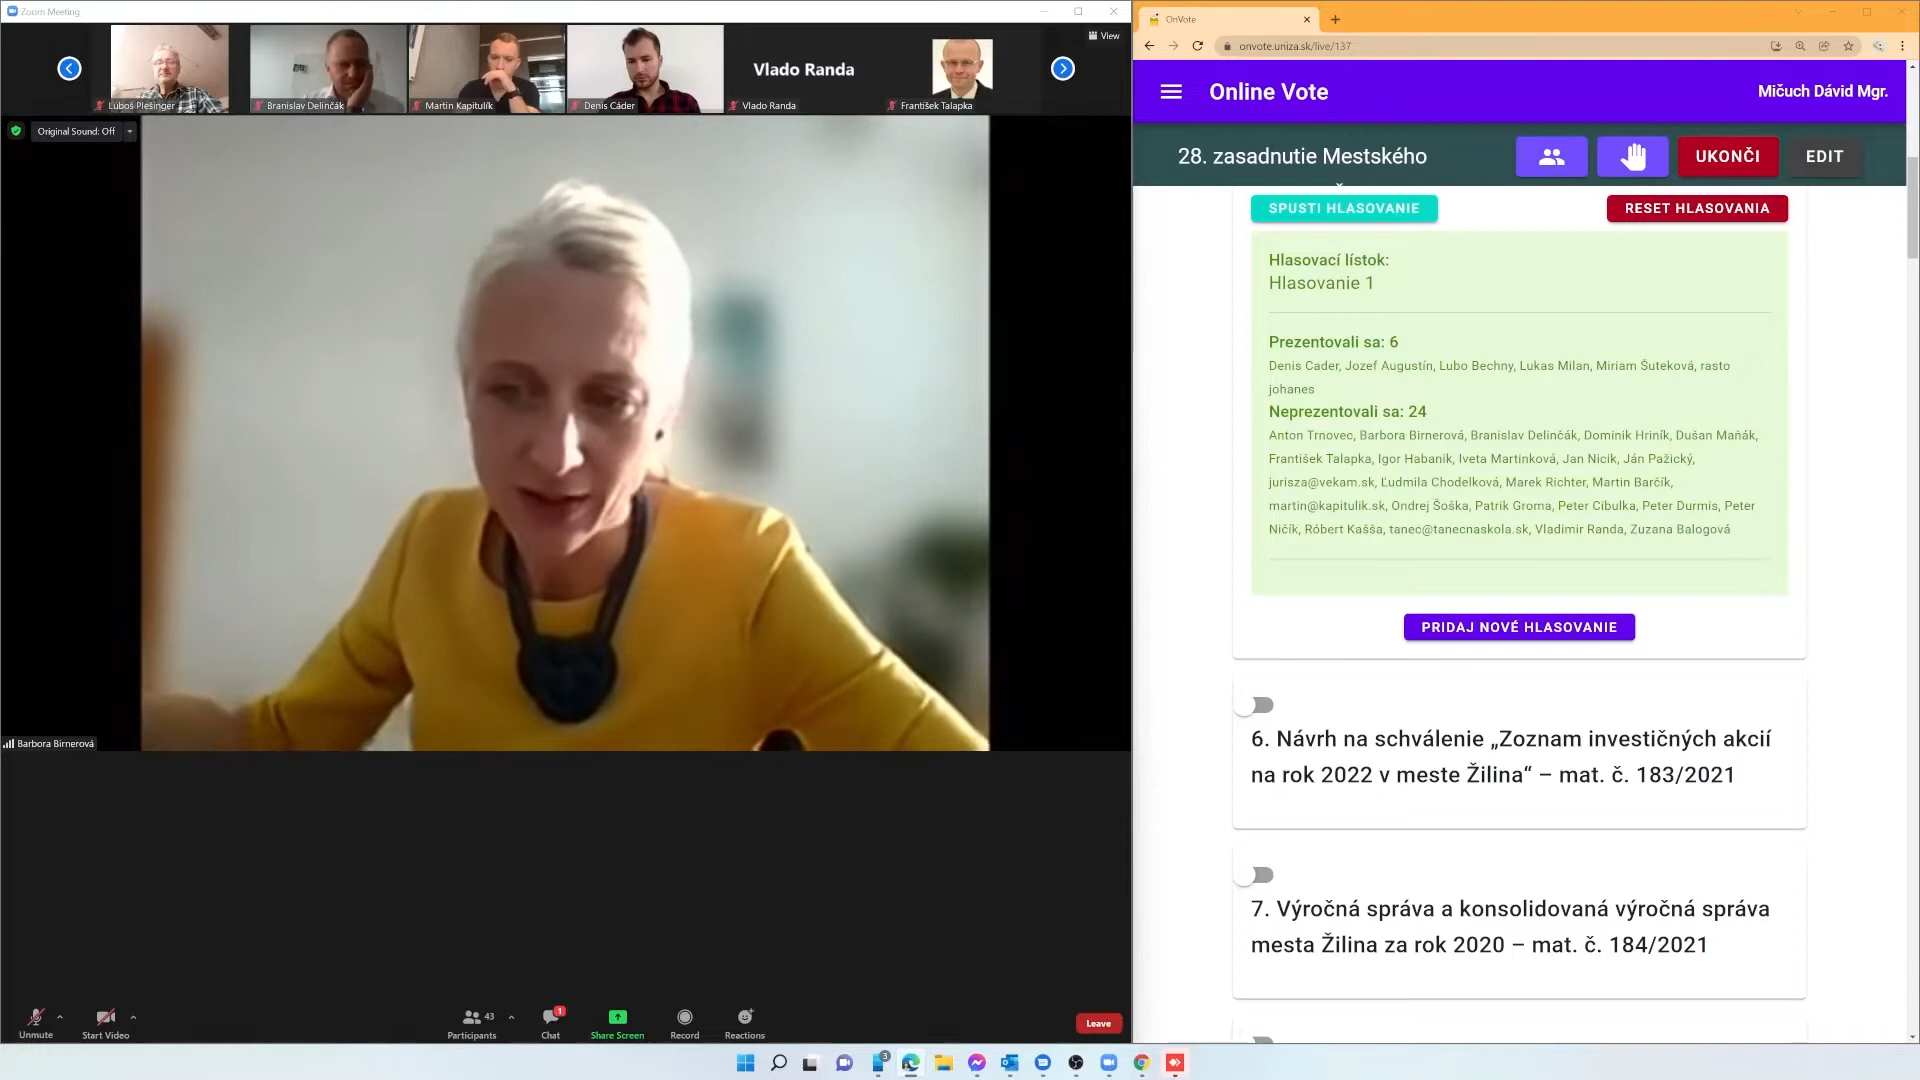 Zoom Meeting
View
Ľuboš Plešinger
Branislav Delinčák
Martin Kapitulík
Denis Cáder
Vlado Randa
Vlado Randa
František Talapka
Original Sound: Off
Barbora Birnerová
Unmute
Start Video
43
Participants
1
Chat
Share Screen
Record
Reactions
Leave
OnVote
onvote.uniza.sk/live/137
Online Vote
Mičuch Dávid Mgr.
28. zasadnutie Mestského
UKONČI
EDIT
SPUSTI HLASOVANIE
RESET HLASOVANIA
Hlasovací lístok:
Hlasovanie 1
Prezentovali sa: 6
Denis Cader, Jozef Augustín, Lubo Bechny, Lukas Milan, Miriam Šuteková, rasto
johanes
Neprezentovali sa: 24
Anton Trnovec, Barbora Birnerová, Branislav Delinčák, Dominik Hriník, Dušan Maňák,
František Talapka, Igor Habanik, Iveta Martinková, Jan Nicik, Ján Pažický,
jurisza@vekam.sk, Ľudmila Chodelková, Marek Richter, Martin Barčík,
martin@kapitulik.sk, Ondrej Šoška, Patrik Groma, Peter Cibulka, Peter Durmis, Peter
Ničík, Róbert Kašša, tanec@tanecnaskola.sk, Vladimir Randa, Zuzana Balogová
PRIDAJ NOVÉ HLASOVANIE
6. Návrh na schválenie „Zoznam investičných akcií
na rok 2022 v meste Žilina“ – mat. č. 183/2021
7. Výročná správa a konsolidovaná výročná správa
mesta Žilina za rok 2020 – mat. č. 184/2021
3